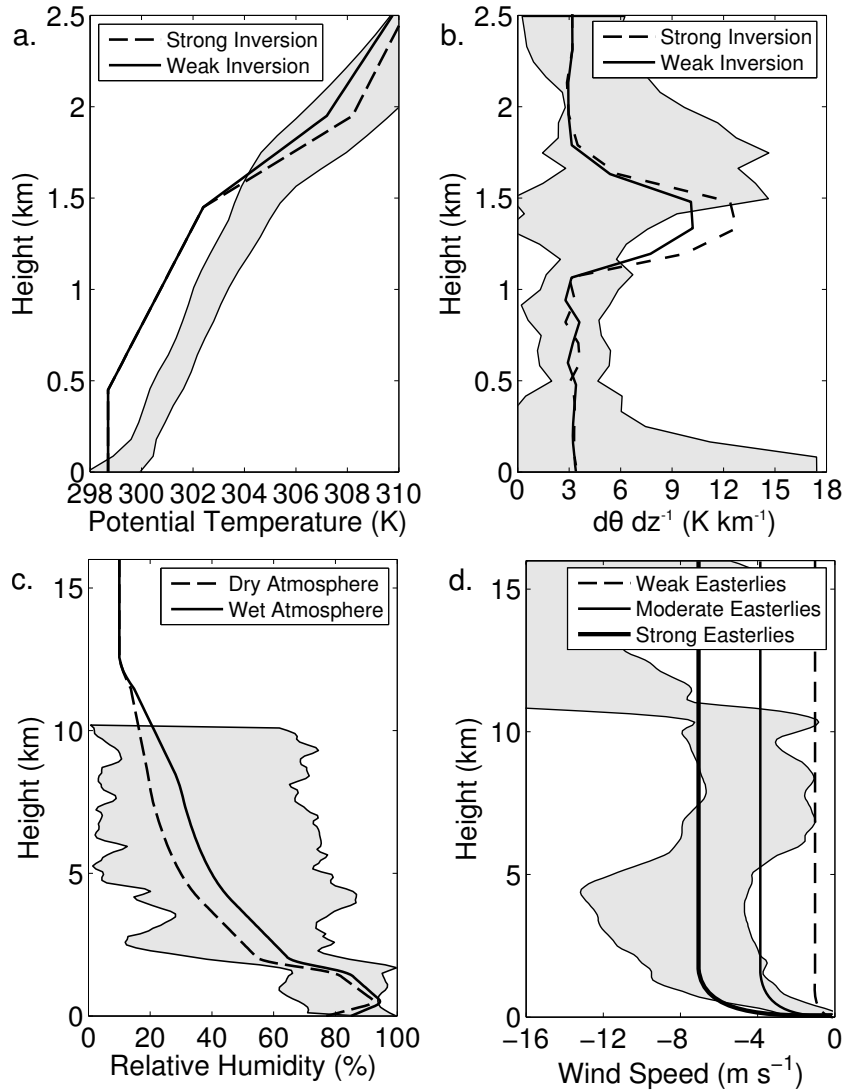 a.
Strong Inversion
Weak Inversion
2.5
2
1.5
1
0.5
0
Height (km)
298 300 302 304 306 308 310
Potential Temperature (K)
b.
Strong Inversion
Weak Inversion
2.5
2
1.5
1
0.5
0
Height (km)
0 3 6 9 12 15 18
dθ dz⁻¹ (K km⁻¹)
c.
Dry Atmosphere
Wet Atmosphere
15
10
5
0
Height (km)
0 20 40 60 80 100
Relative Humidity (%)
d.
Weak Easterlies
Moderate Easterlies
Strong Easterlies
15
10
5
0
Height (km)
−16 −12 −8 −4 0
Wind Speed (m s⁻¹)